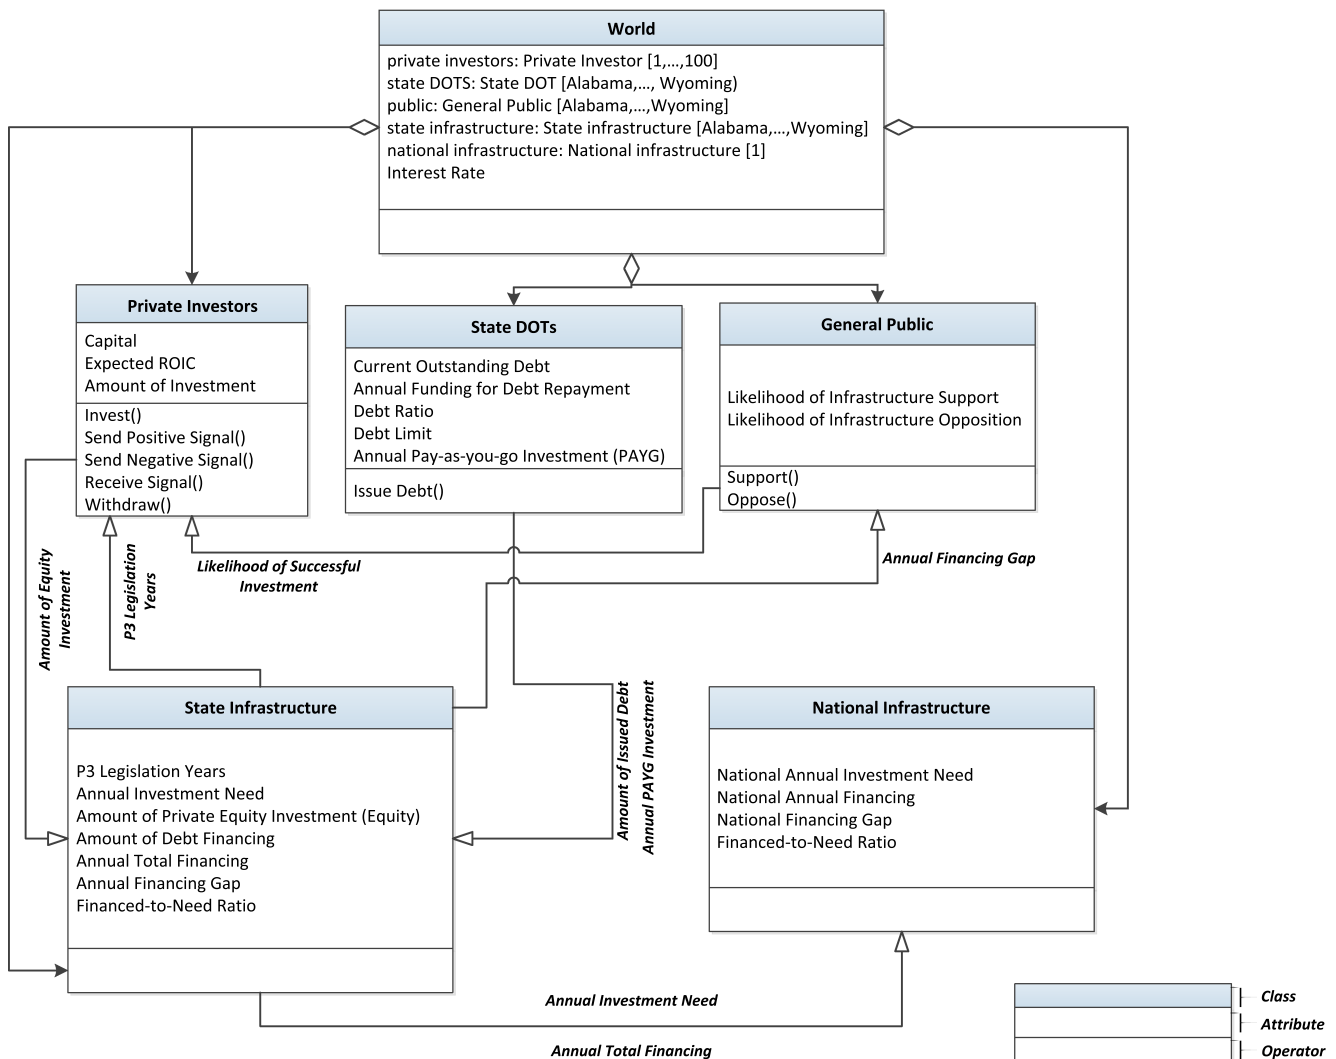 World
private investors: Private Investor [1,...,100]
state DOTS: State DOT [Alabama,..., Wyoming)
public: General Public [Alabama,...,Wyoming]
state infrastructure: State infrastructure [Alabama,...,Wyoming]
national infrastructure: National infrastructure [1]
Interest Rate
Private Investors
Capital
Expected ROIC
Amount of Investment
Invest()
Send Positive Signal()
Send Negative Signal()
Receive Signal()
Withdraw()
State DOTs
Current Outstanding Debt
Annual Funding for Debt Repayment
Debt Ratio
Debt Limit
Annual Pay-as-you-go Investment (PAYG)
Issue Debt()
General Public
Likelihood of Infrastructure Support
Likelihood of Infrastructure Opposition
Support()
Oppose()
Amount of Equity
Investment
P3 Legislation
Years
Likelihood of Successful
Investment
Annual Financing Gap
Amount of Issued Debt
Annual PAYG Investment
State Infrastructure
P3 Legislation Years
Annual Investment Need
Amount of Private Equity Investment (Equity)
Amount of Debt Financing
Annual Total Financing
Annual Financing Gap
Financed-to-Need Ratio
National Infrastructure
National Annual Investment Need
National Annual Financing
National Financing Gap
Financed-to-Need Ratio
Annual Investment Need
Annual Total Financing
Class
Attribute
Operator